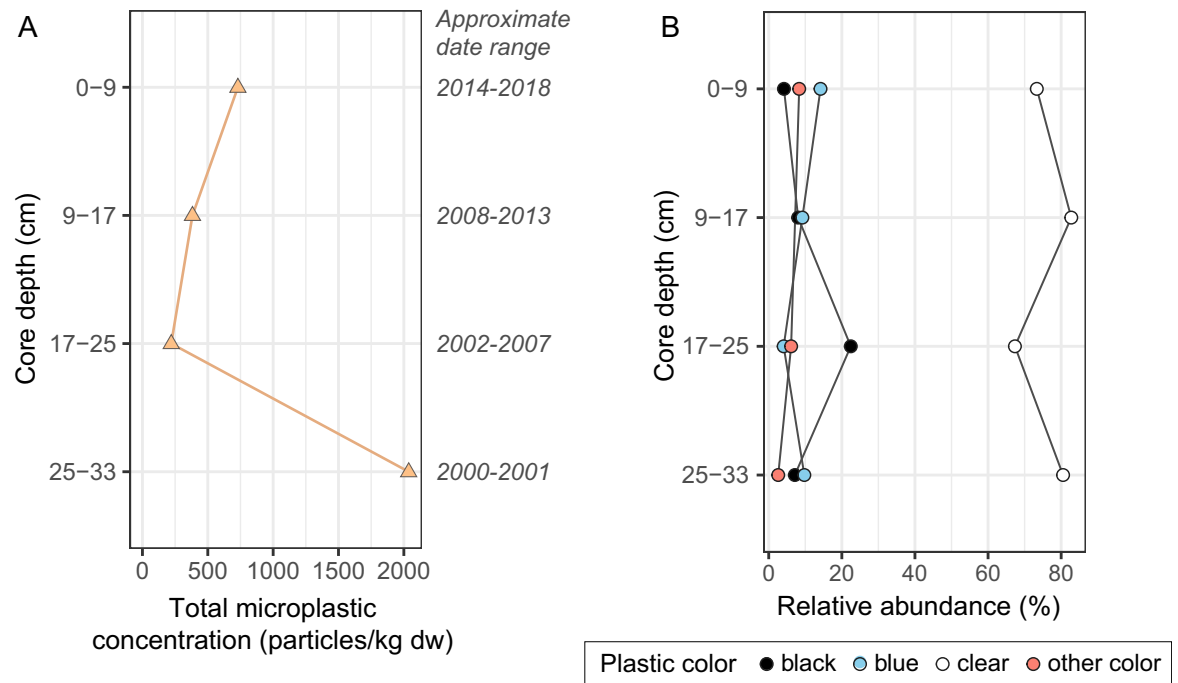 A
Approximate
date range
0−9
2014-2018
9−17
2008-2013
17−25
2002-2007
25−33
2000-2001
Core depth (cm)
0 500 1000 1500 2000
Total microplastic
concentration (particles/kg dw)
B
0−9
9−17
17−25
25−33
Core depth (cm)
0 20 40 60 80
Relative abundance (%)
Plastic color black blue clear other color